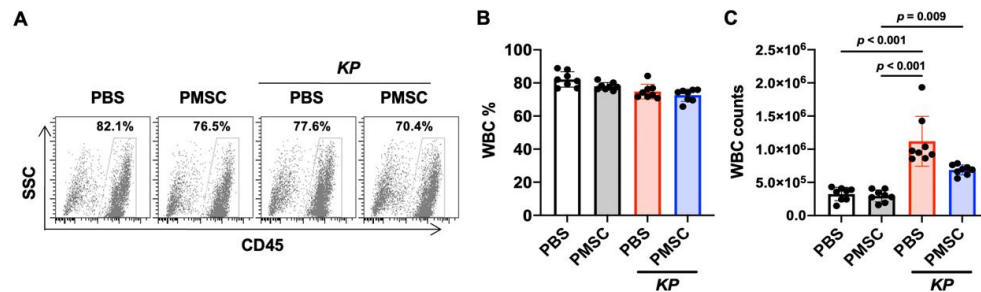 A
KP
PBS PMSC PBS PMSC
82.1% 76.5% 77.6% 70.4%
SSC
CD45
B
WBC %
100
80
60
40
20
0
PBS PMSC PBS PMSC
KP
C
p = 0.009
p < 0.001
p < 0.001
WBC counts
2.5×10⁶
2.0×10⁶
1.5×10⁶
1.0×10⁶
5.0×10⁵
0.0
PBS PMSC PBS PMSC
KP